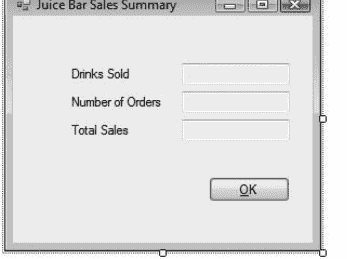 Juice Bar Sales Summary
Drinks Sold
Number of Orders
Total Sales
OK